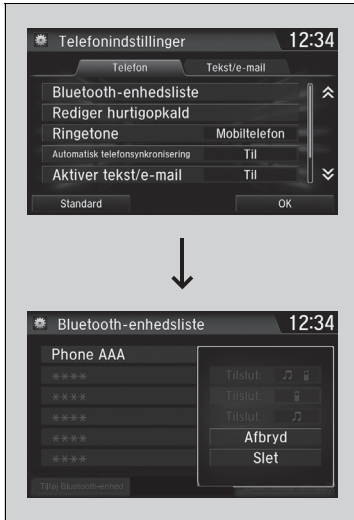 Telefonindstillinger 12:34
Telefon Tekst/e-mail
Bluetooth-enhedsliste
Rediger hurtigopkald
Ringetone Mobiltelefon
Automatisk telefonsynkronisering Til
Aktiver tekst/e-mail Til
Standard OK
Bluetooth-enhedsliste 12:34
Phone AAA
**** Tilslut:
**** Tilslut:
**** Tilslut:
**** Afbryd
Slet
Tilføj Bluetooth-enhed